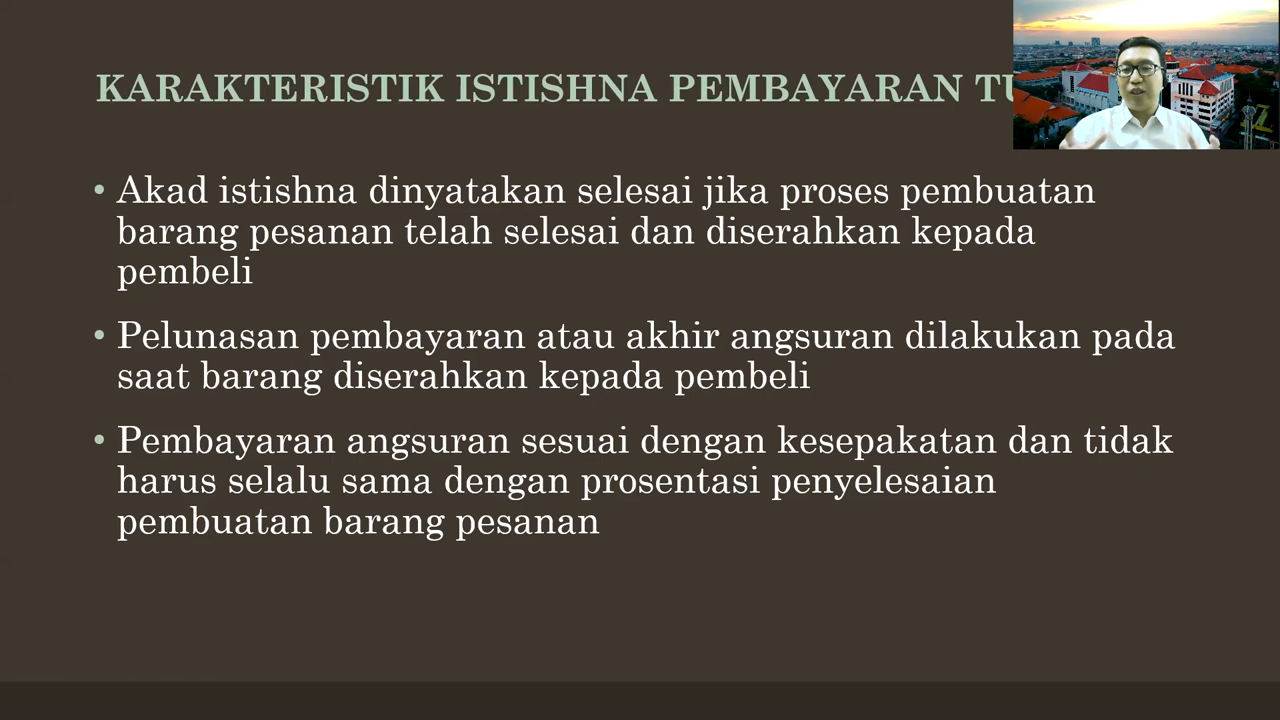 KARAKTERISTIK ISTISHNA PEMBAYARAN
• Akad istishna dinyatakan selesai jika proses pembuatan
barang pesanan telah selesai dan diserahkan kepada
pembeli
• Pelunasan pembayaran atau akhir angsuran dilakukan pada
saat barang diserahkan kepada pembeli
• Pembayaran angsuran sesuai dengan kesepakatan dan tidak
harus selalu sama dengan prosentasi penyelesaian
pembuatan barang pesanan